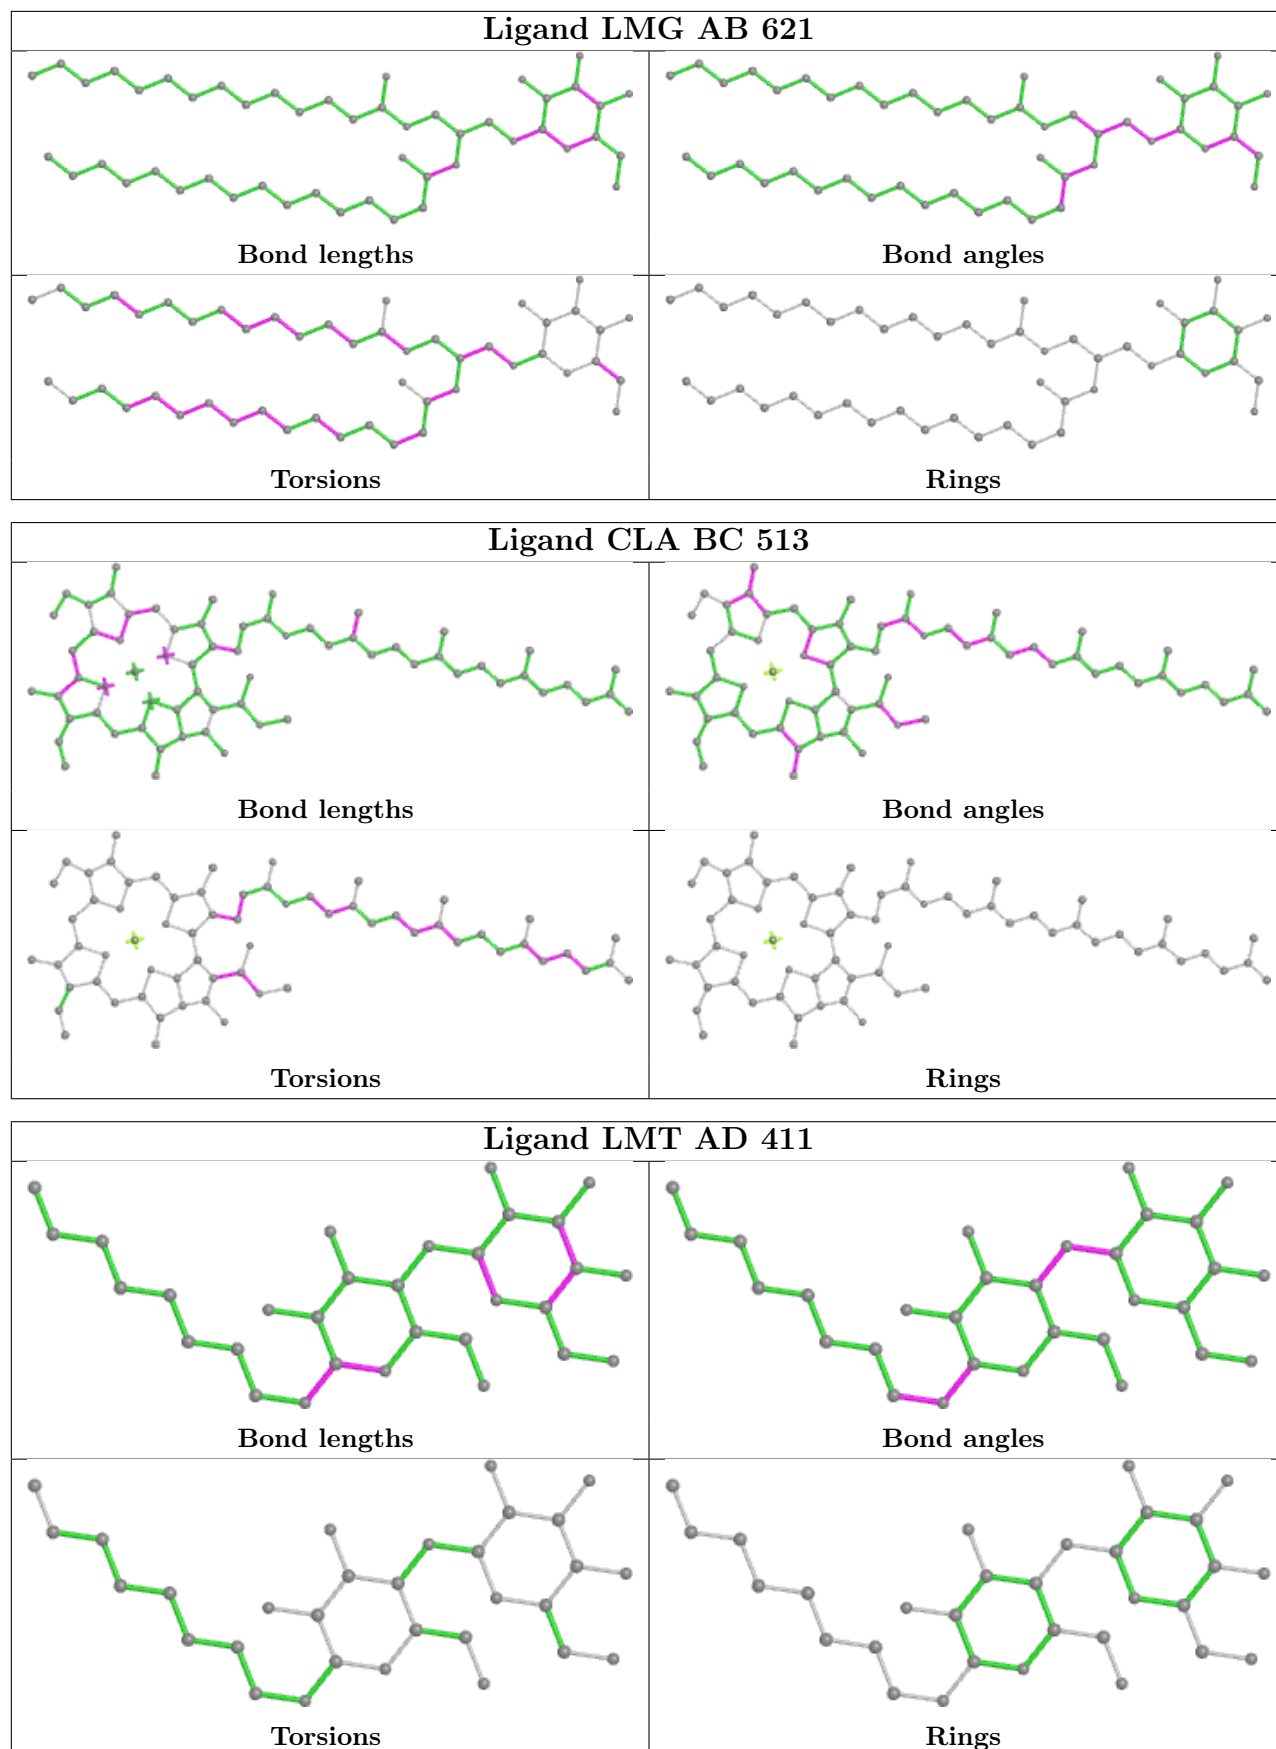 Ligand LMG AB 621
Bond lengths
Bond angles
Torsions
Rings
Ligand CLA BC 513
Bond lengths
Bond angles
Torsions
Rings
Ligand LMT AD 411
Bond lengths
Bond angles
Torsions
Rings